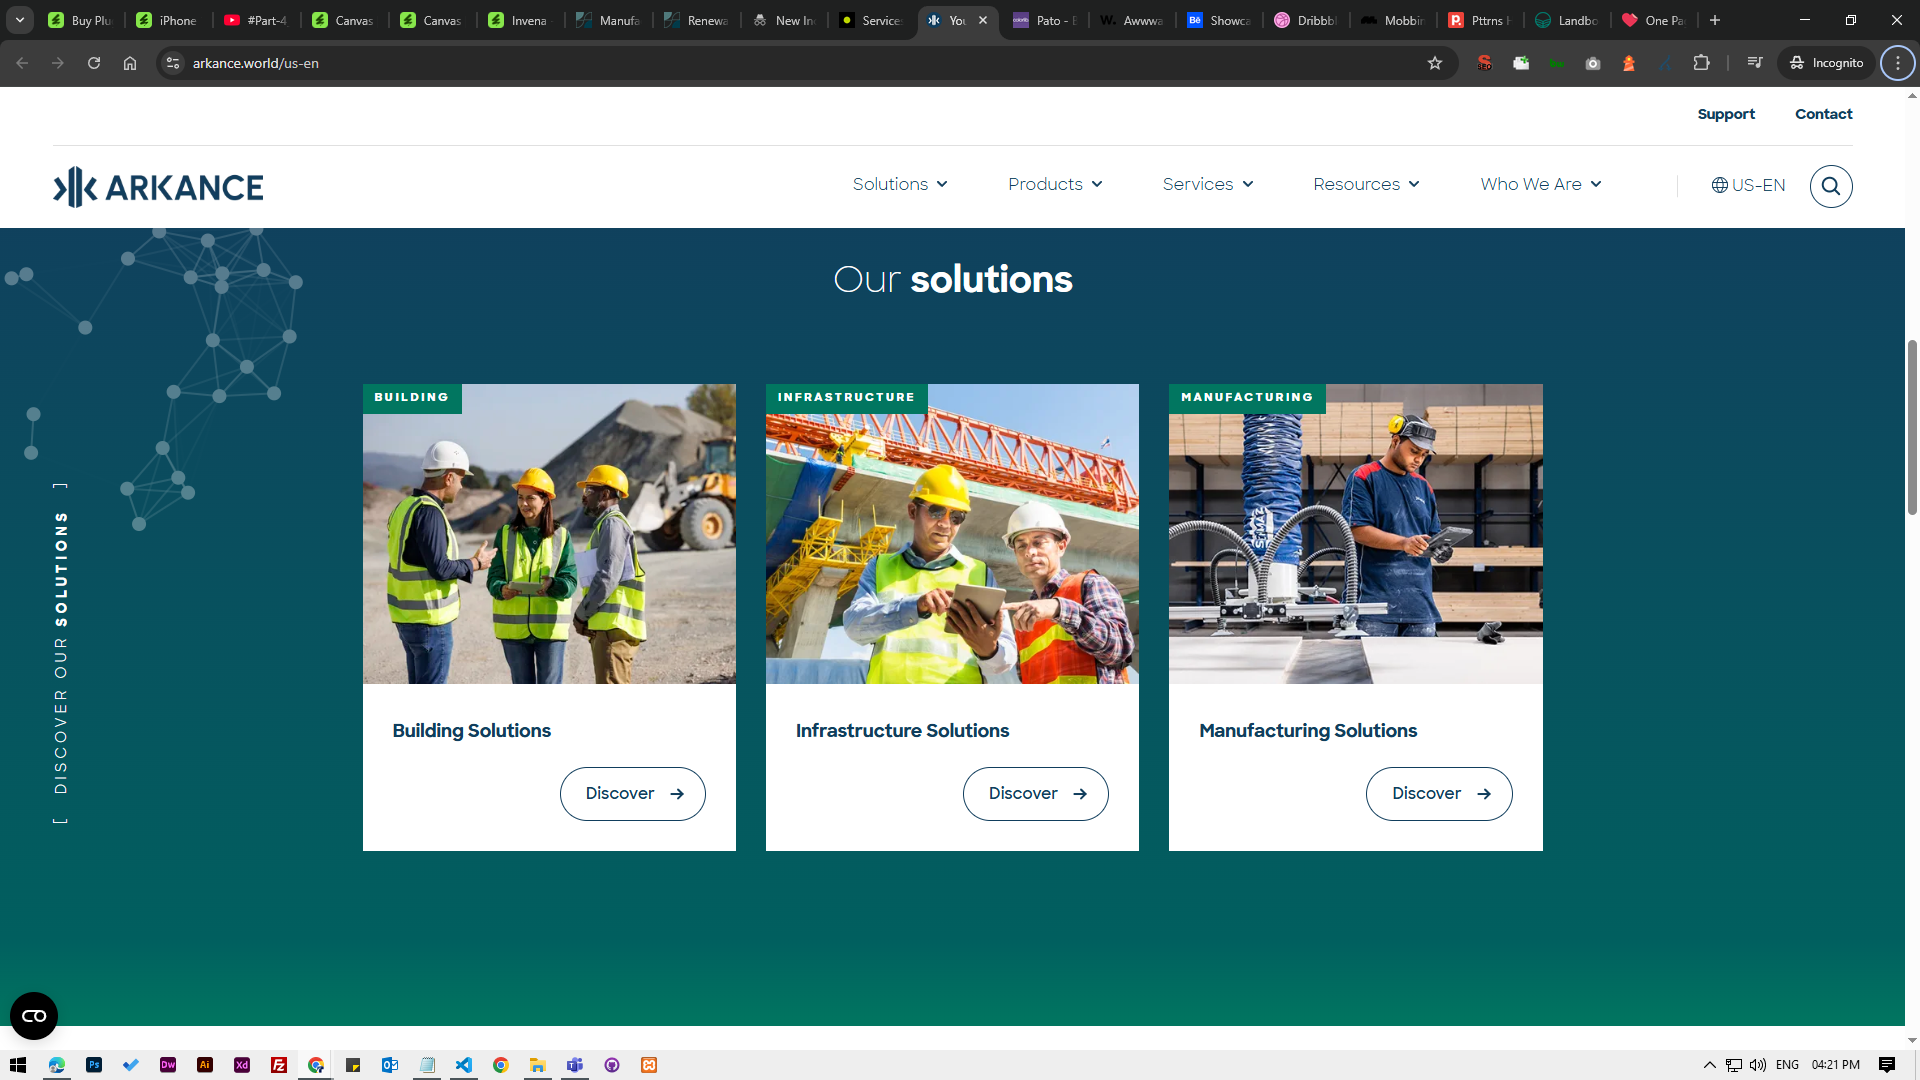 Buy Plu
iPhone
#Part-4
Canvas
Canvas
Invena
Manufa
Renewa
New In
Services
You
Pato - B
Awwwa
Showca
Dribbbl
Mobbin
Pttrns
Landbo
One Pa
arkance.world/us-en
Incognito
Support
Contact
ARKANCE
Solutions
Products
Services
Resources
Who We Are
US-EN
Our solutions
[ DISCOVER OUR SOLUTIONS ]
BUILDING
Building Solutions
Discover
INFRASTRUCTURE
Infrastructure Solutions
Discover
MANUFACTURING
Manufacturing Solutions
Discover
ENG
04:21 PM